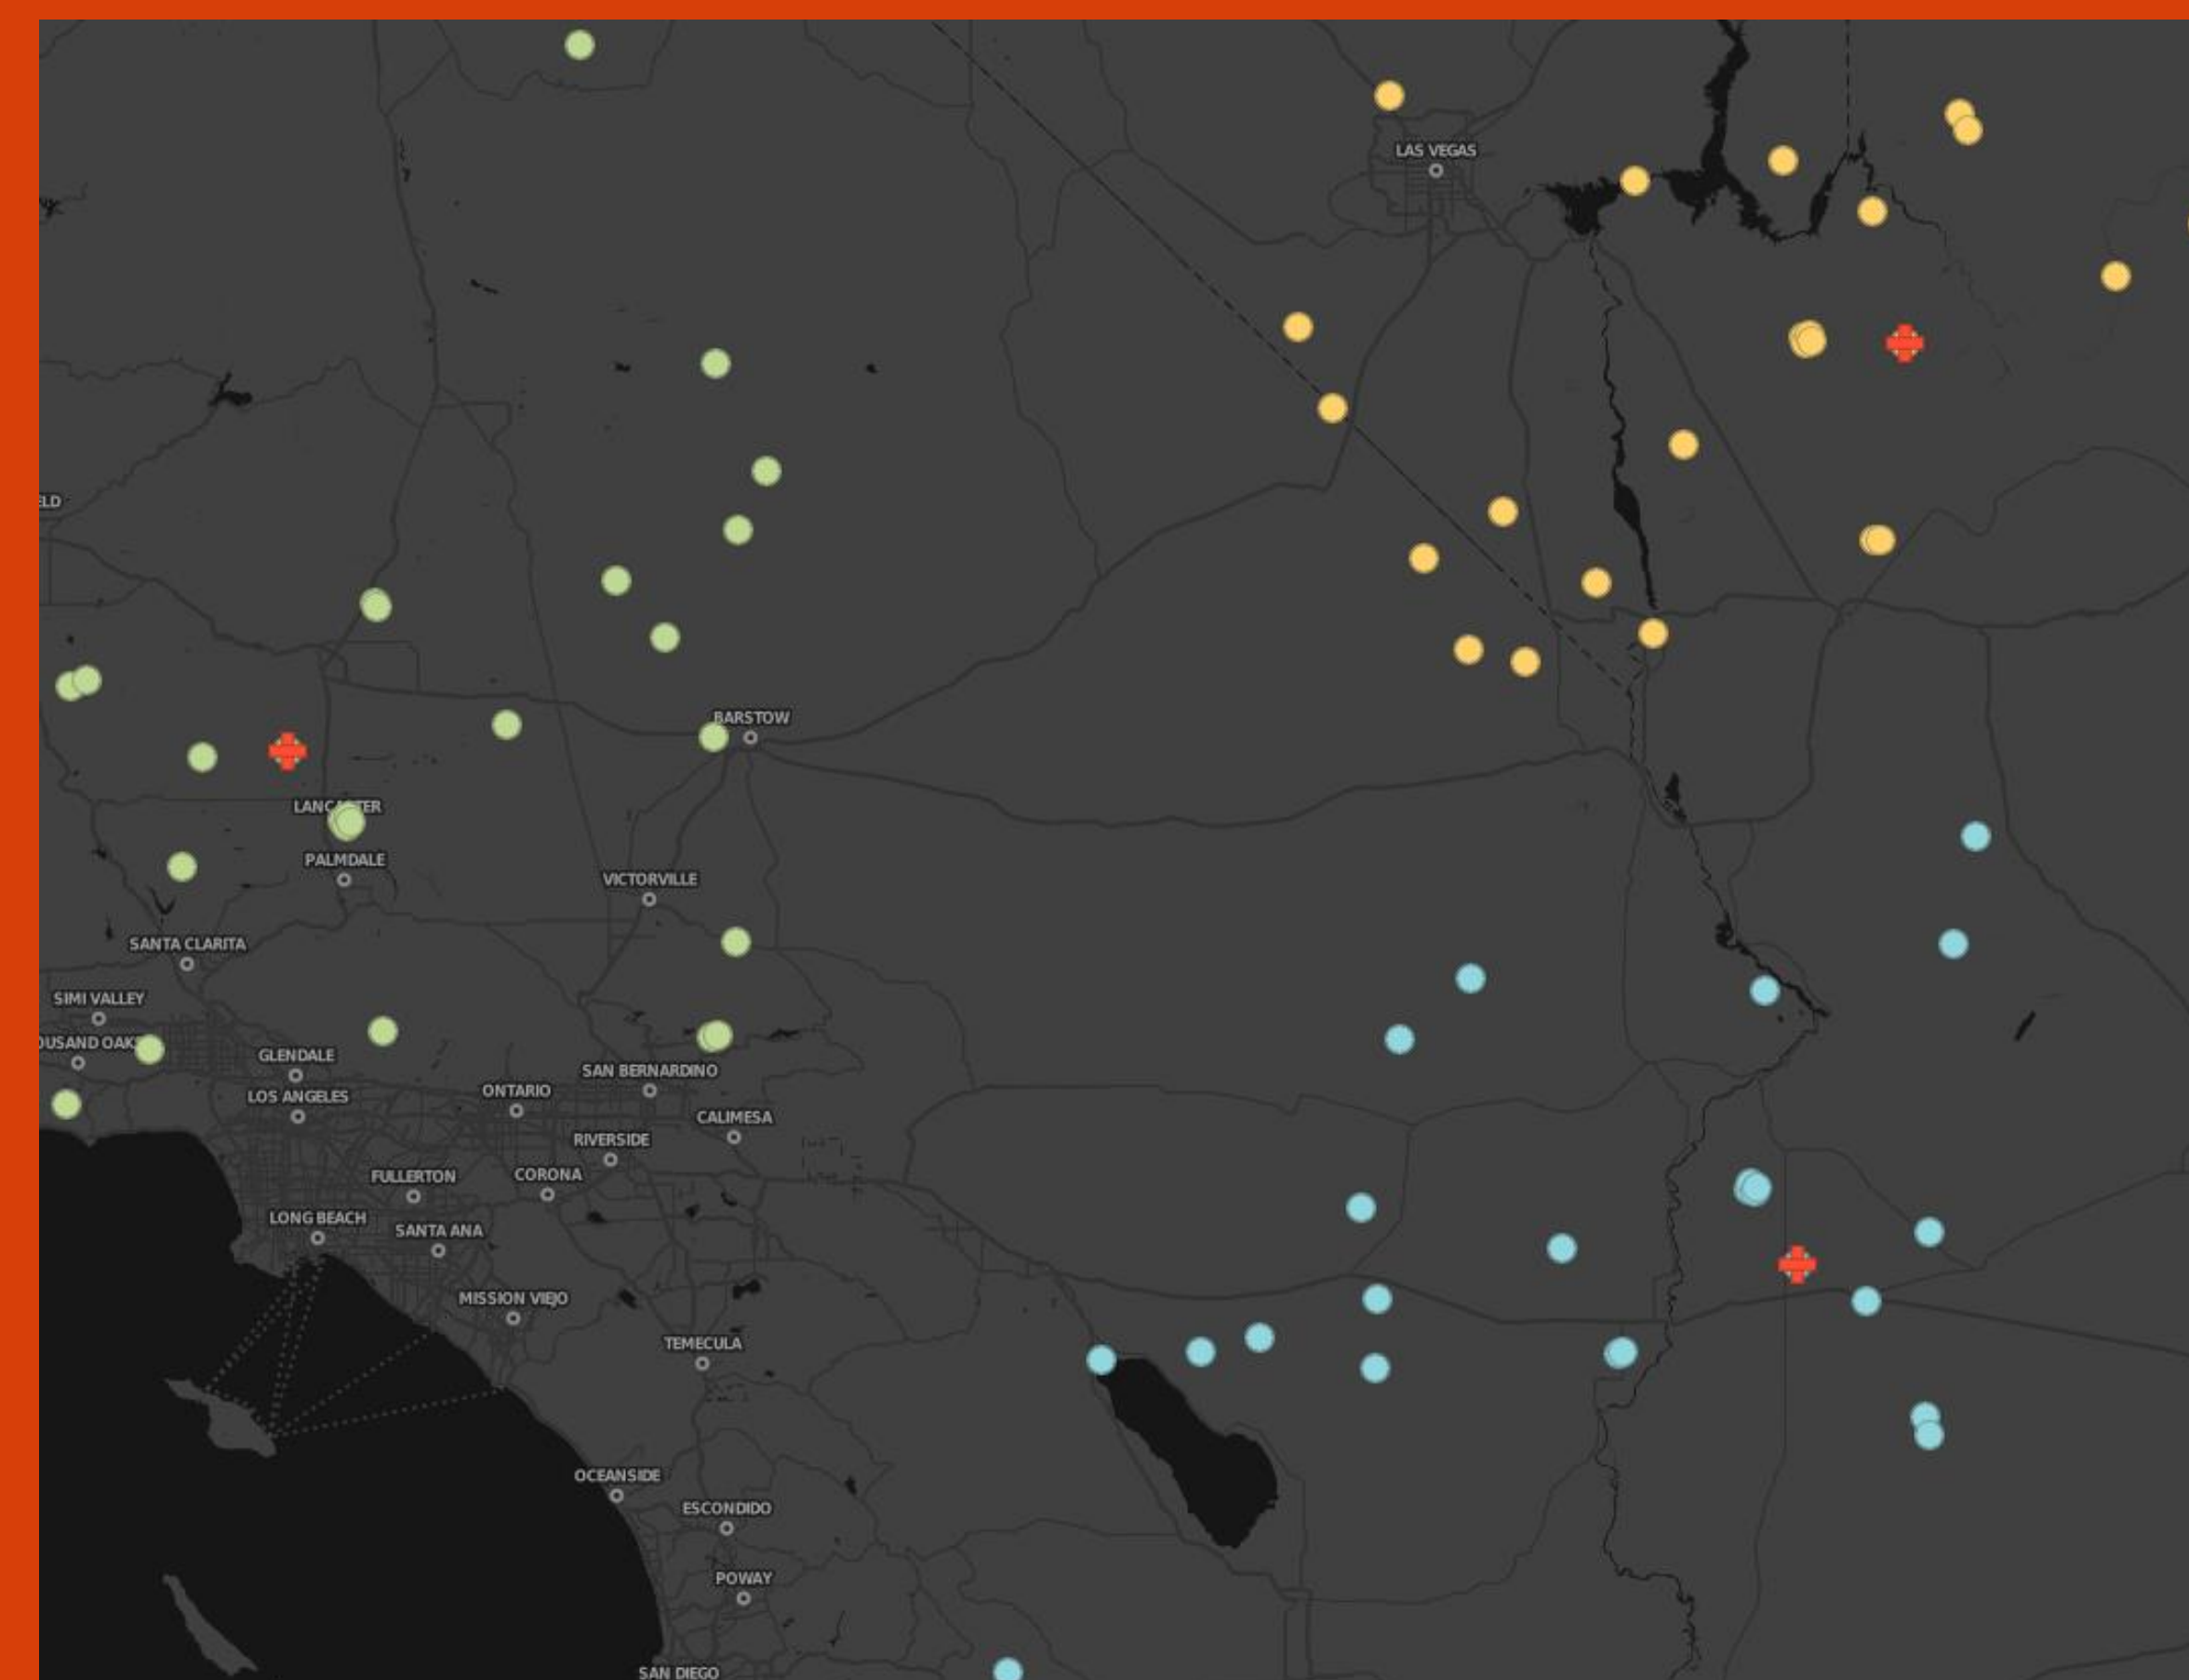 LAS VEGAS
ELD
BARSTOW
LANCASTER
PALMDALE
VICTORVILLE
SANTA CLARITA
SIMI VALLEY
OUSAND OAKS
GLENDALE
SAN BERNARDINO
ONTARIO
LOS ANGELES
CALIMESA
RIVERSIDE
FULLERTON
CORONA
LONG BEACH
SANTA ANA
MISSION VIEJO
TEMECULA
OCEANSIDE
ESCONDIDO
POWAY
SAN DIEGO